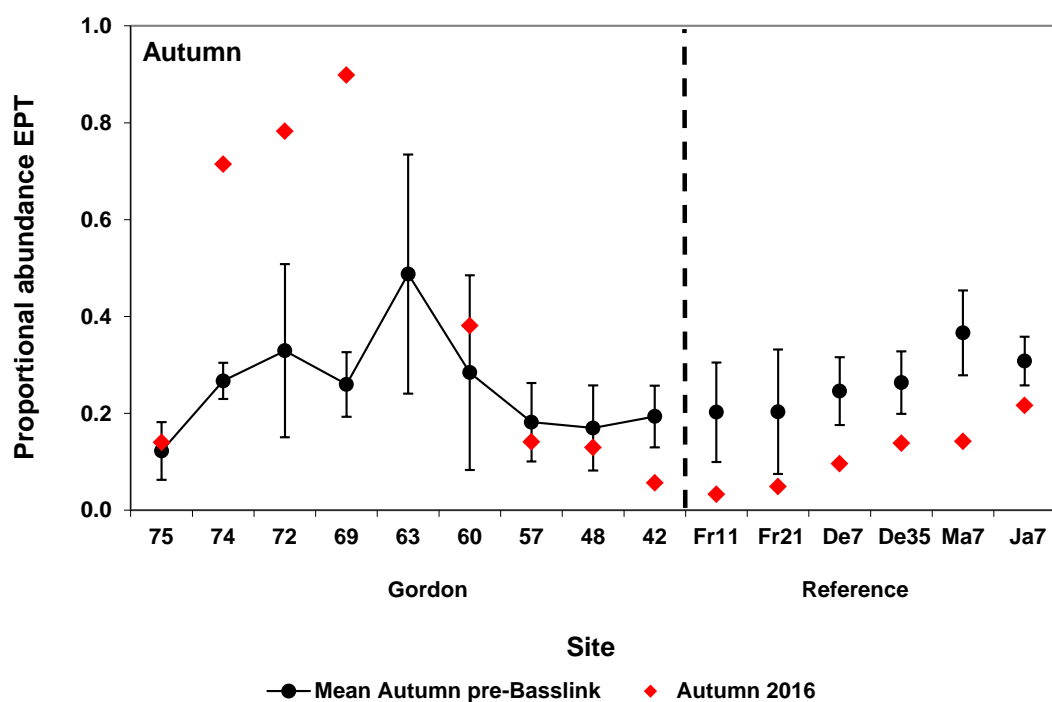 Autumn
Proportional abundance EPT
1.0
0.8
0.6
0.4
0.2
0.0
75 74 72 69 63 60 57 48 42 Fr11 Fr21 De7 De35 Ma7 Ja7
Gordon Reference
Site
Mean Autumn pre-Basslink Autumn 2016